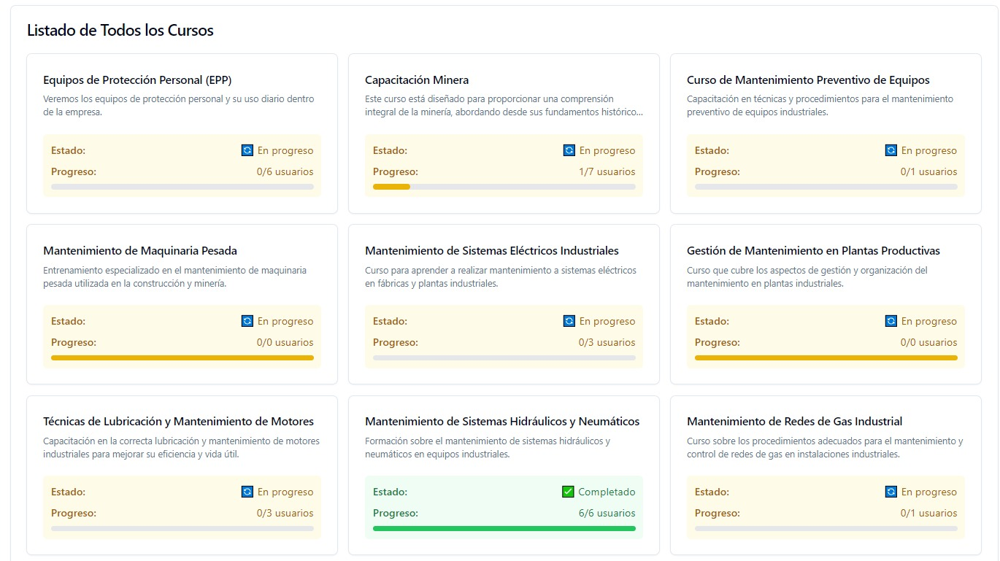 Listado de Todos los Cursos
Equipos de Protección Personal (EPP)
Veremos los equipos de protección personal y su uso diario dentro
de la empresa.
Estado:
En progreso
Progreso:
0/6 usuarios
Capacitación Minera
Este curso está diseñado para proporcionar una comprensión
integral de la minería, abordando desde sus fundamentos histórico...
Estado:
En progreso
Progreso:
1/7 usuarios
Curso de Mantenimiento Preventivo de Equipos
Capacitación en técnicas y procedimientos para el mantenimiento
preventivo de equipos industriales.
Estado:
En progreso
Progreso:
0/1 usuarios
Mantenimiento de Maquinaria Pesada
Entrenamiento especializado en el mantenimiento de maquinaria
pesada utilizada en la construcción y minería.
Estado:
En progreso
Progreso:
0/0 usuarios
Mantenimiento de Sistemas Eléctricos Industriales
Curso para aprender a realizar mantenimiento a sistemas eléctricos
en fábricas y plantas industriales.
Estado:
En progreso
Progreso:
0/3 usuarios
Gestión de Mantenimiento en Plantas Productivas
Curso que cubre los aspectos de gestión y organización del
mantenimiento en plantas industriales.
Estado:
En progreso
Progreso:
0/0 usuarios
Técnicas de Lubricación y Mantenimiento de Motores
Capacitación en la correcta lubricación y mantenimiento de motores
industriales para mejorar su eficiencia y vida útil.
Estado:
En progreso
Progreso:
0/3 usuarios
Mantenimiento de Sistemas Hidráulicos y Neumáticos
Formación sobre el mantenimiento de sistemas hidráulicos y
neumáticos en equipos industriales.
Estado:
Completado
Progreso:
6/6 usuarios
Mantenimiento de Redes de Gas Industrial
Curso sobre los procedimientos adecuados para el mantenimiento y
control de redes de gas en instalaciones industriales.
Estado:
En progreso
Progreso:
0/1 usuarios